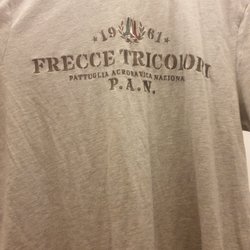 ★ 19 61 ★
FRECCE TRICOLORI
PATTUGLIA ACROBATICA NAZIONALE
P.A.N.